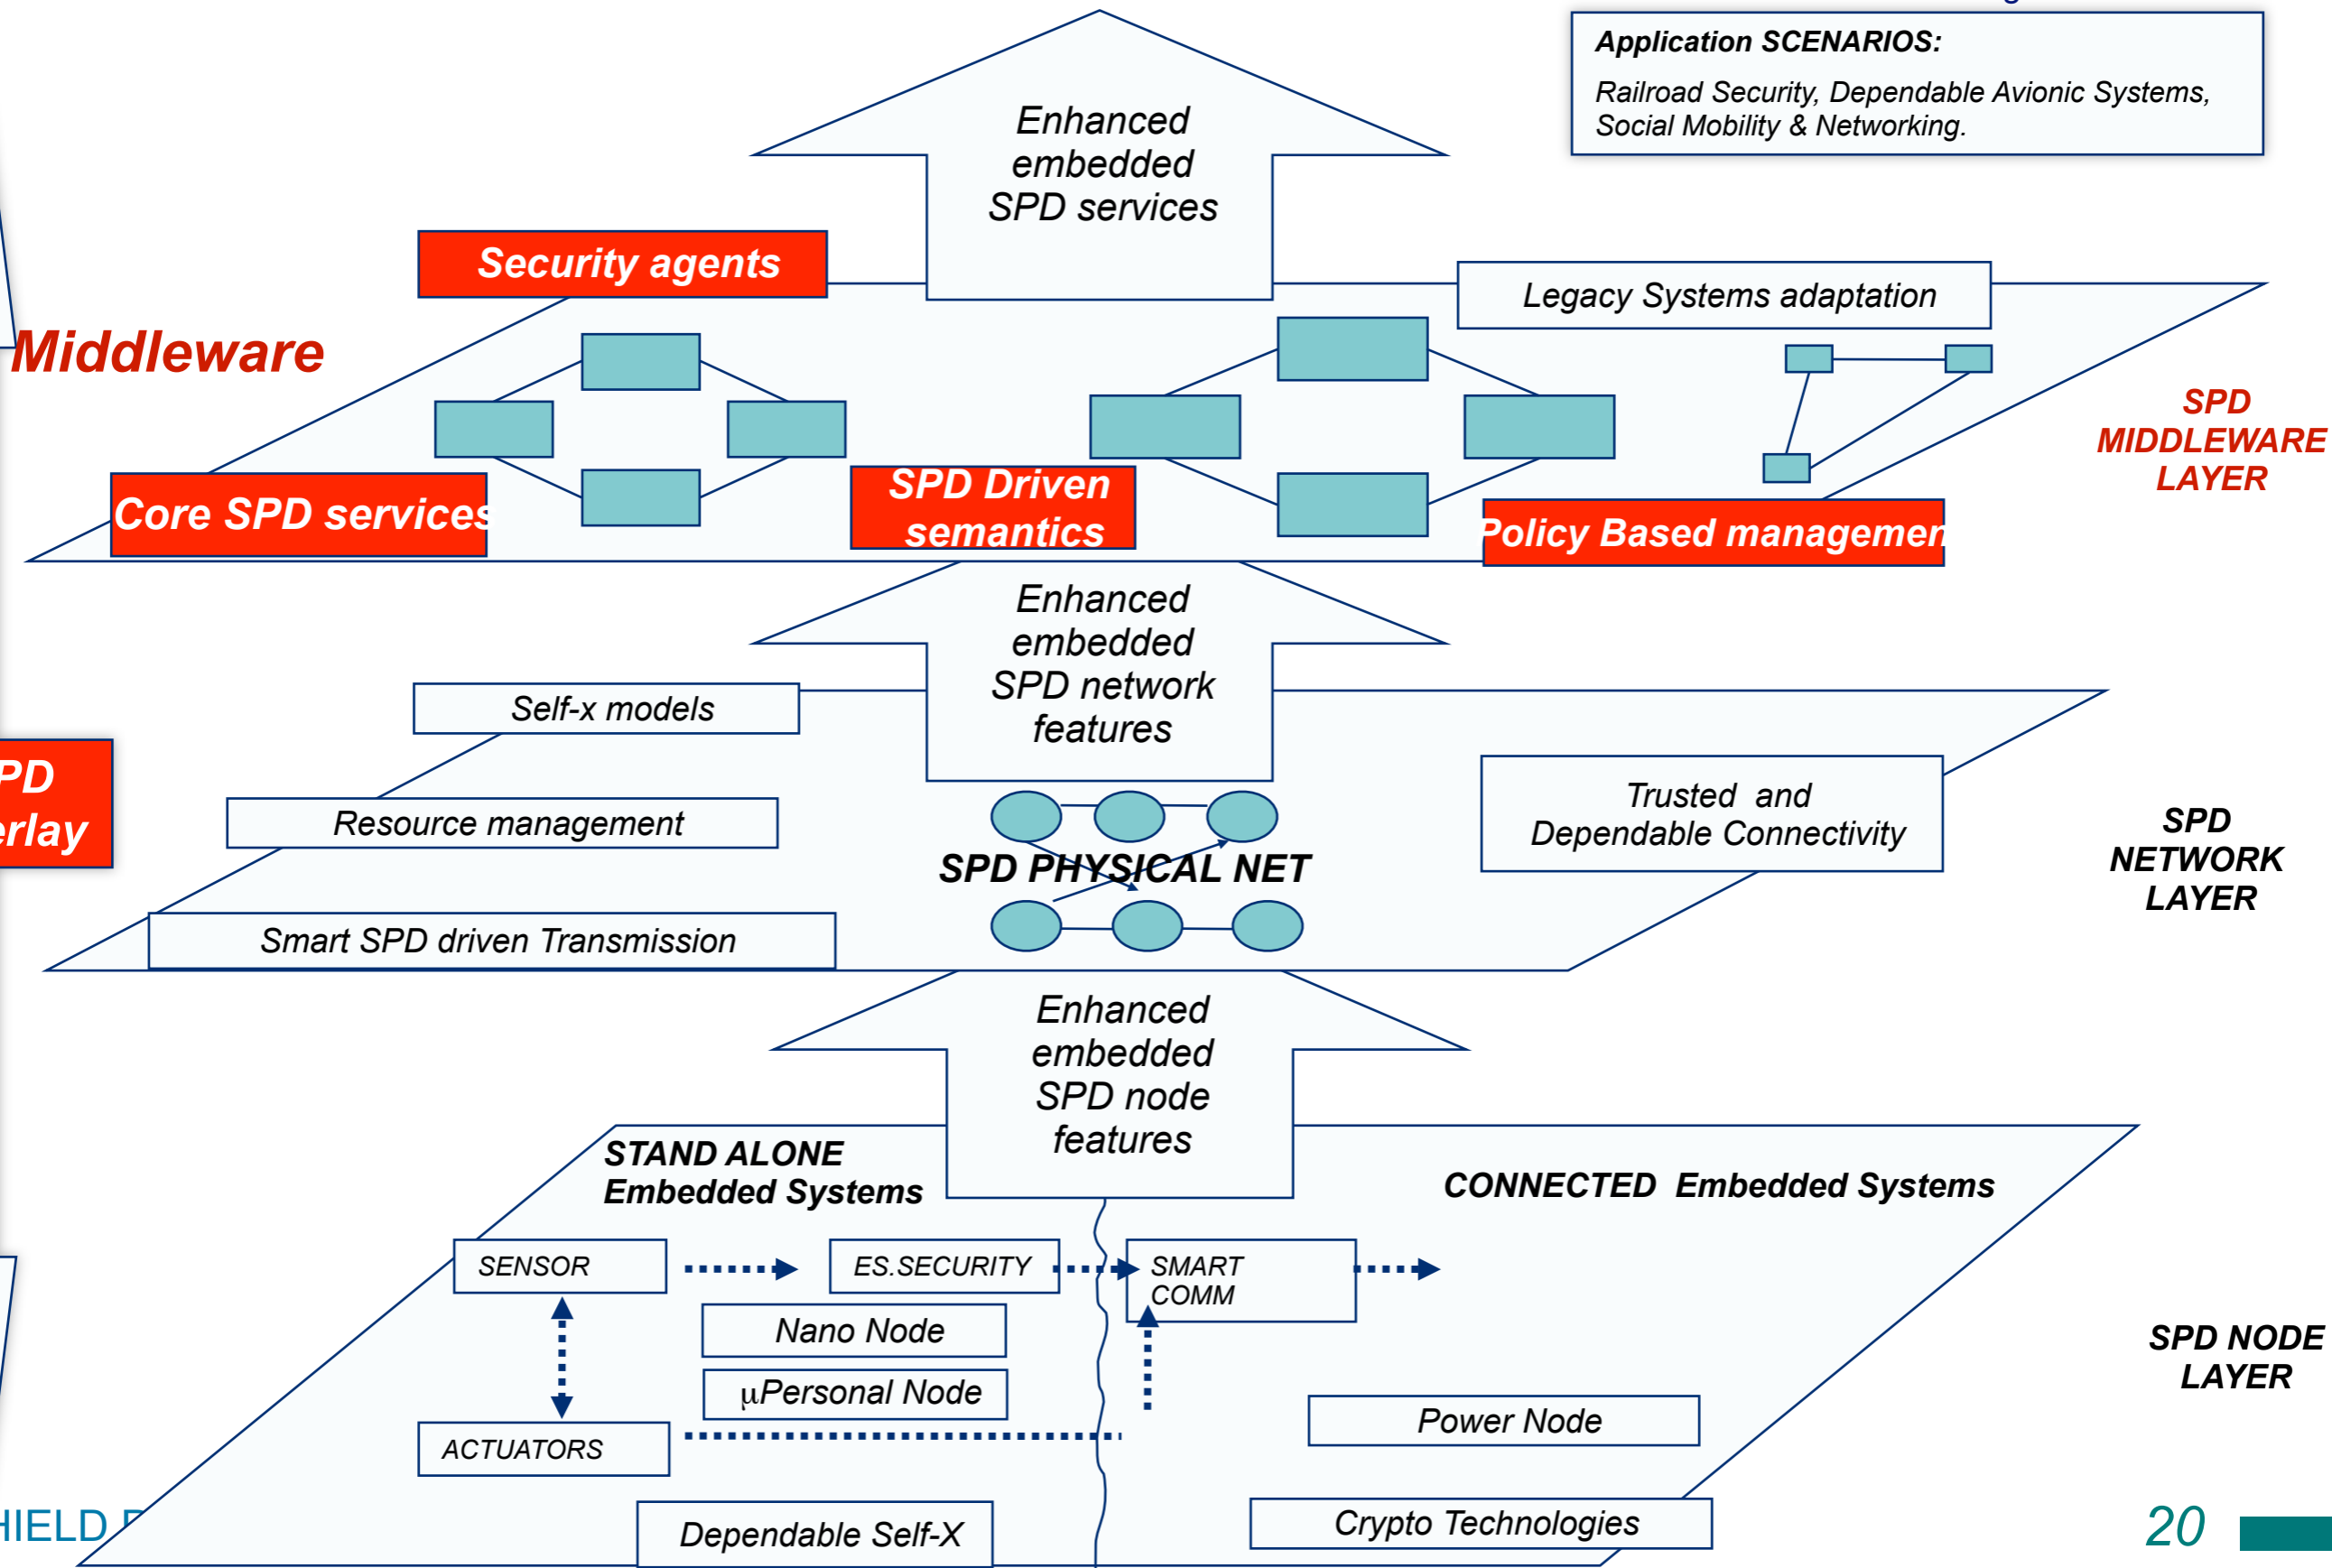 Application SCENARIOS:
Railroad Security, Dependable Avionic Systems,
Social Mobility & Networking.
Enhanced
embedded
SPD services
Security agents
Legacy Systems adaptation
Middleware
SPD
MIDDLEWARE
LAYER
Core SPD services
SPD Driven
semantics
Policy Based managemen
Enhanced
embedded
SPD network
features
Self-x models
PD
erlay
Resource management
Trusted and
Dependable Connectivity
SPD PHYSICAL NET
SPD
NETWORK
LAYER
Smart SPD driven Transmission
Enhanced
embedded
SPD node
features
STAND ALONE
Embedded Systems
CONNECTED Embedded Systems
SENSOR
ES.SECURITY
SMART
COMM
Nano Node
μPersonal Node
SPD NODE
LAYER
Power Node
ACTUATORS
Dependable Self-X
Crypto Technologies
HIELD
20